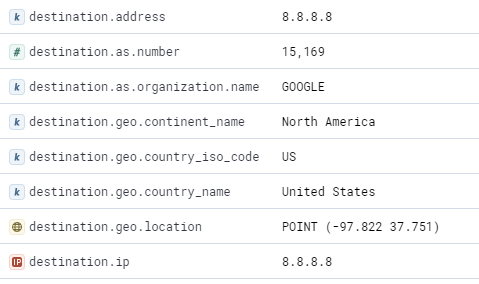 k destination.address 8.8.8.8
# destination.as.number 15,169
k destination.as.organization.name GOOGLE
k destination.geo.continent_name North America
k destination.geo.country_iso_code US
k destination.geo.country_name United States
destination.geo.location POINT (-97.822 37.751)
IP destination.ip 8.8.8.8